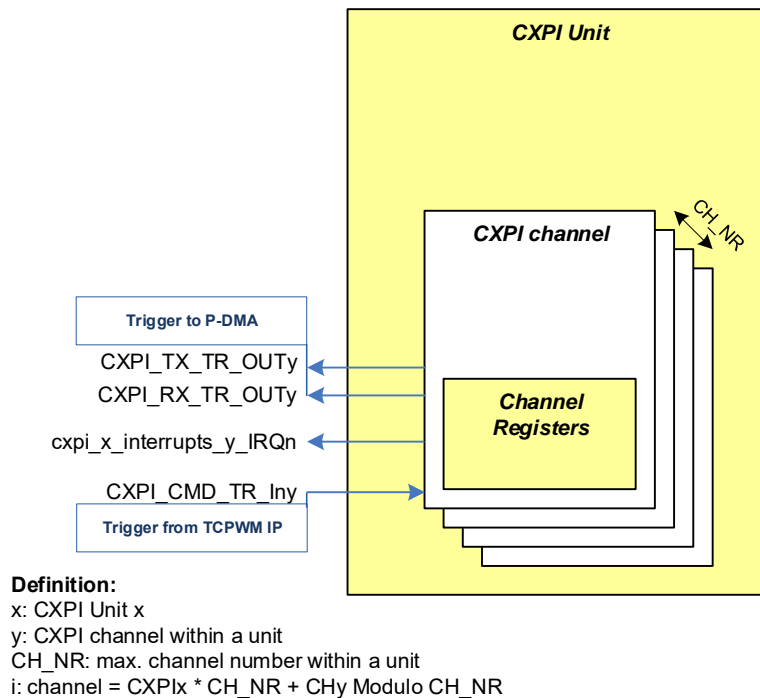 CXPI Unit
CH_NR
CXPI channel
Trigger to P-DMA
CXPI_TX_TR_OUTy
CXPI_RX_TR_OUTy
Channel
Registers
cxpi_x_interrupts_y_IRQn
CXPI_CMD_TR_Iny
Trigger from TCPWM IP
Definition:
x: CXPI Unit x
y: CXPI channel within a unit
CH_NR: max. channel number within a unit
i: channel = CXPIx * CH_NR + CHy Modulo CH_NR